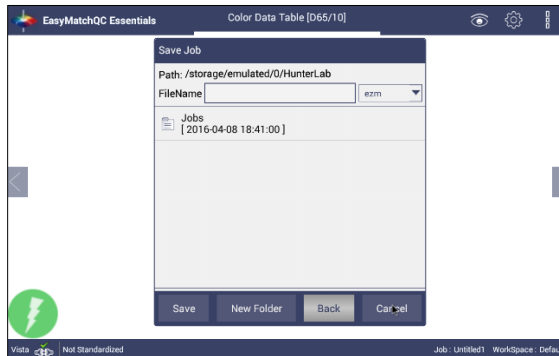 EasyMatchQC Essentials
Color Data Table [D65/10]
Save Job
Path: /storage/emulated/0/HunterLab
FileName
ezm
Jobs
[ 2016-04-08 18:41:00 ]
Save
New Folder
Back
Cancel
Vista
Not Standardized
Job : Untitled1
WorkSpace : Defau